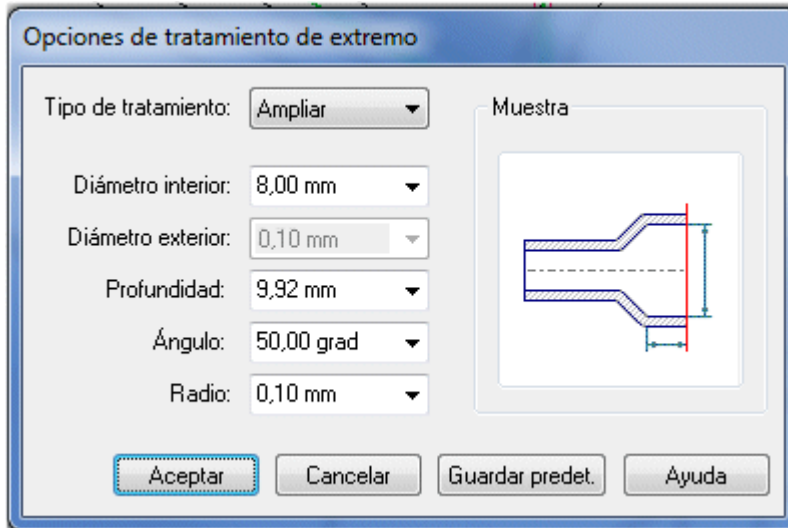 Opciones de tratamiento de extremo
Tipo de tratamiento: Ampliar
Muestra
Diámetro interior: 8,00 mm
Diámetro exterior: 0,10 mm
Profundidad: 9,92 mm
Ángulo: 50,00 grad
Radio: 0,10 mm
Aceptar Cancelar Guardar predet. Ayuda